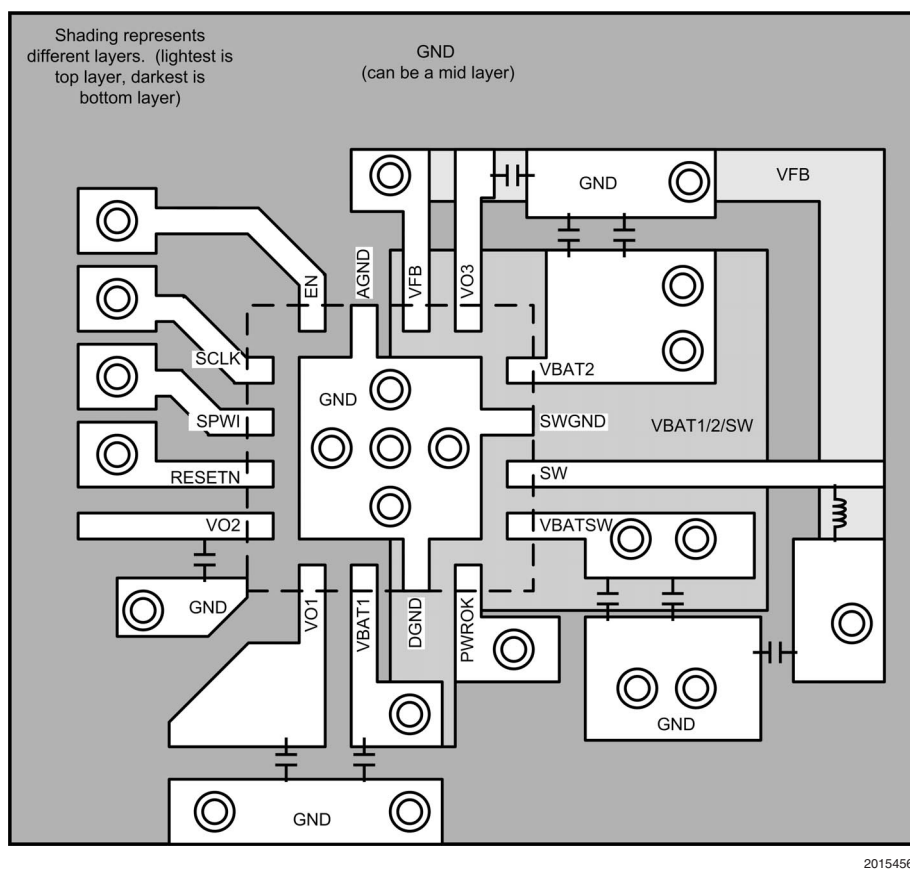 Shading represents
different layers. (lightest is
top layer, darkest is
bottom layer)
GND
(can be a mid layer)
GND
VFB
EN
AGND
VFB
VO3
SCLK
VBAT2
GND
SPWI
SWGND
VBAT1/2/SW
RESETN
SW
VO2
VBATSW
GND
VO1
VBAT1
DGND
PWROK
GND
GND
2015456